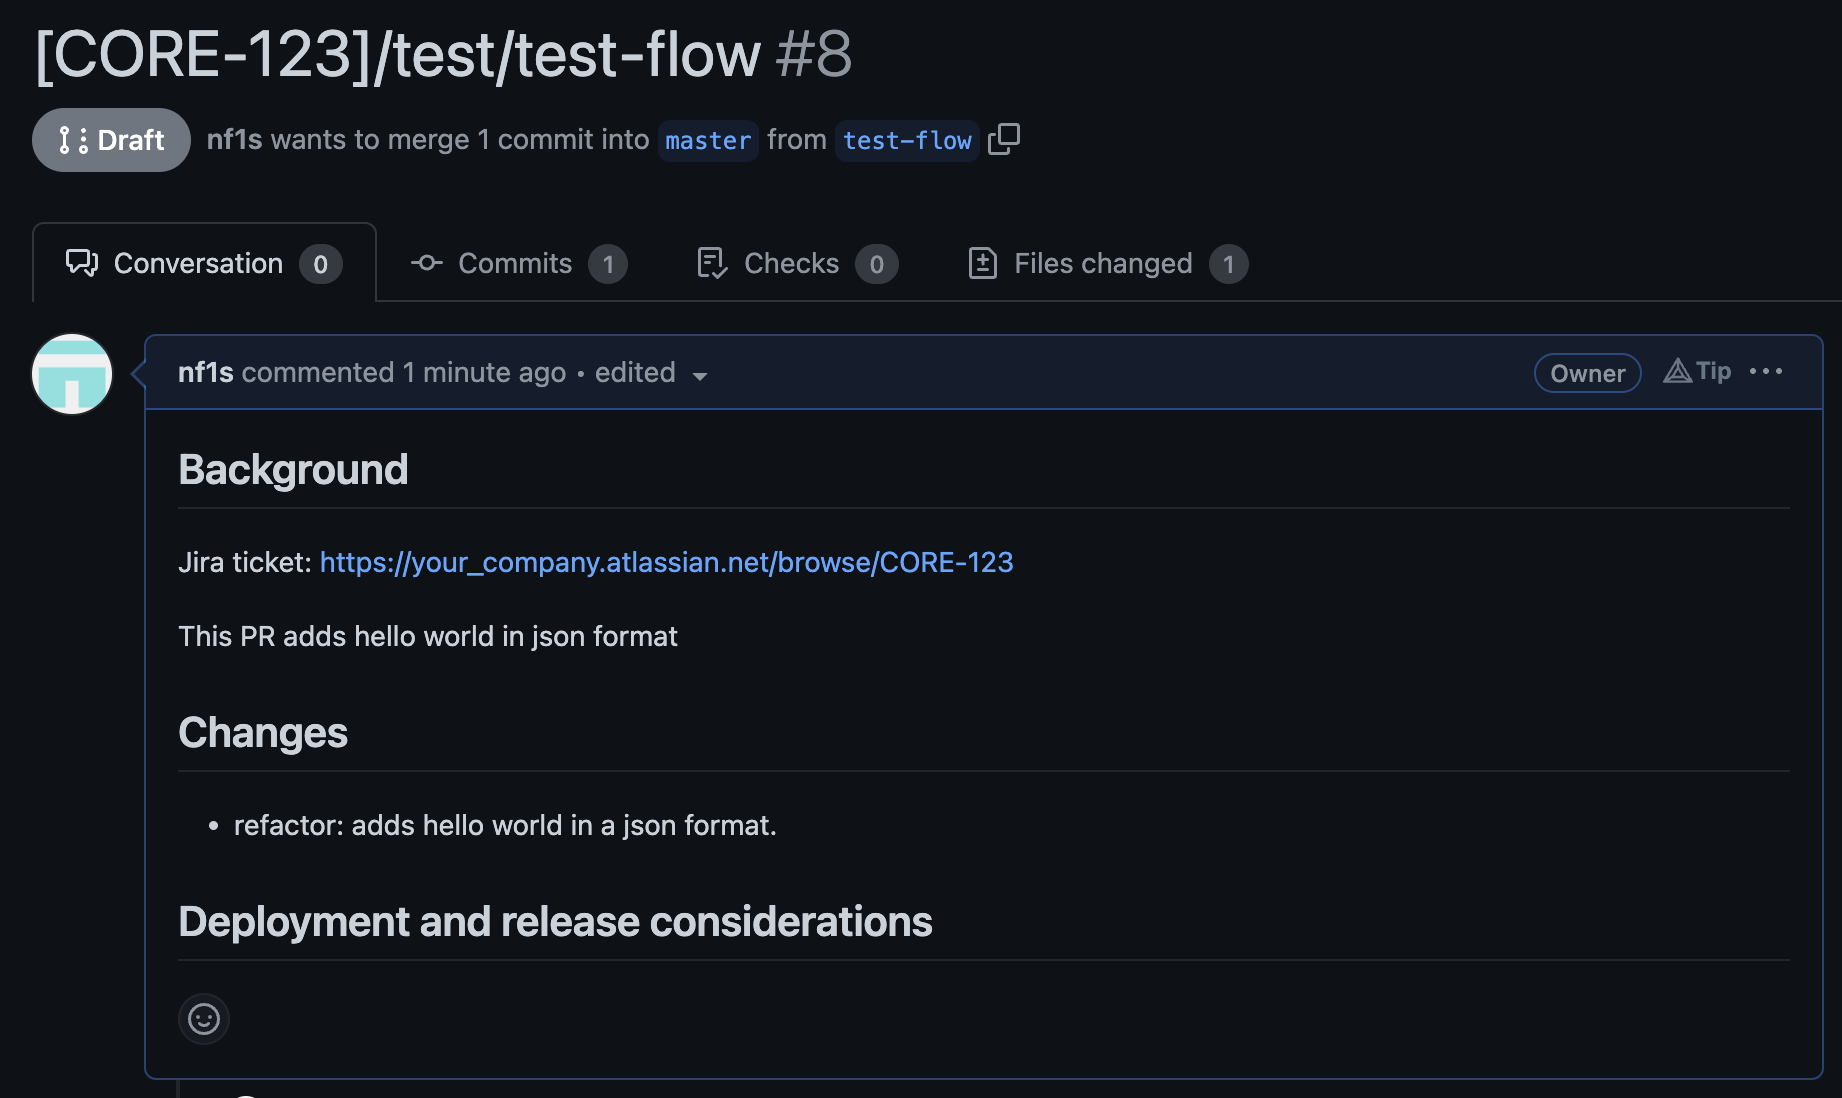 [CORE-123]/test/test-flow #8
Draft nf1s wants to merge 1 commit into master from test-flow
Conversation 0 Commits 1 Checks 0 Files changed 1
nf1s commented 1 minute ago • edited Owner Tip
Background
Jira ticket: https://your_company.atlassian.net/browse/CORE-123
This PR adds hello world in json format
Changes
• refactor: adds hello world in a json format.
Deployment and release considerations